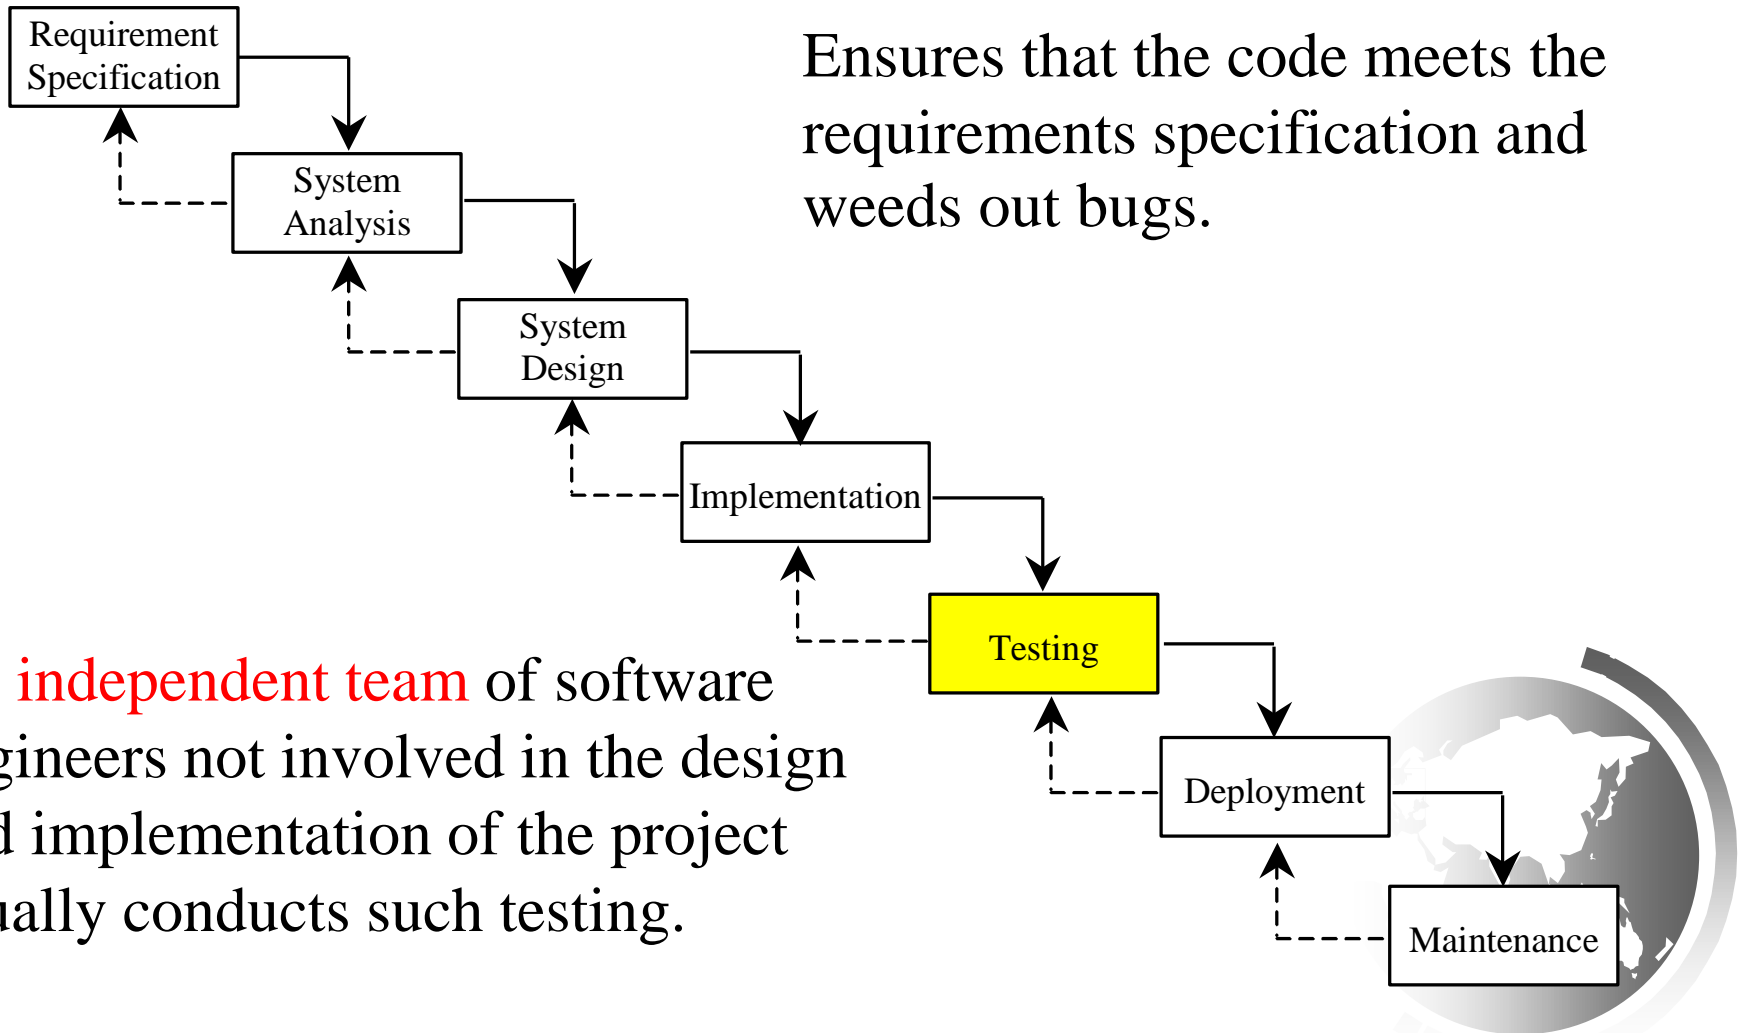 Requirement
Specification
Ensures that the code meets the
requirements specification and
weeds out bugs.
System
Analysis
System
Design
Implementation
Testing
independent team of software
gineers not involved in the design
d implementation of the project
ually conducts such testing.
Deployment
Maintenance